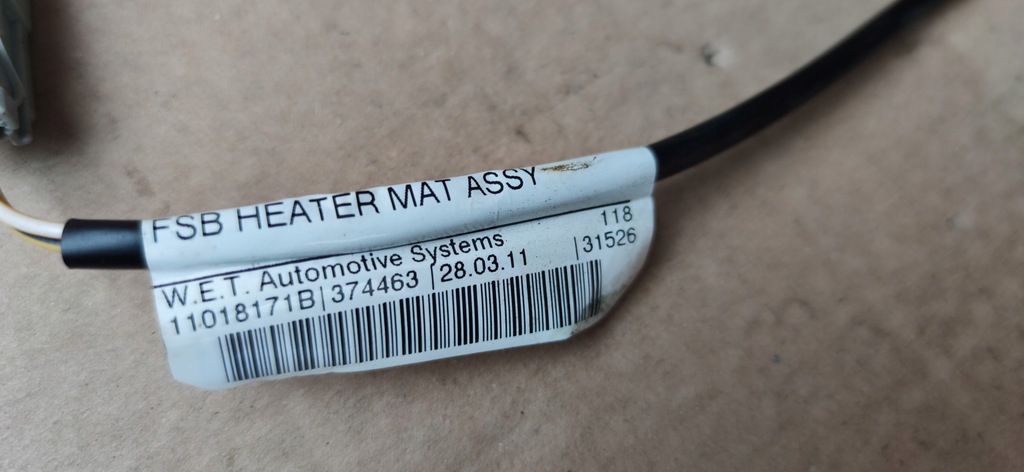 FSB HEATER MAT ASSY
118
W.E.T. Automotive Systems
11018171B|374463 |28.03.11 |31526